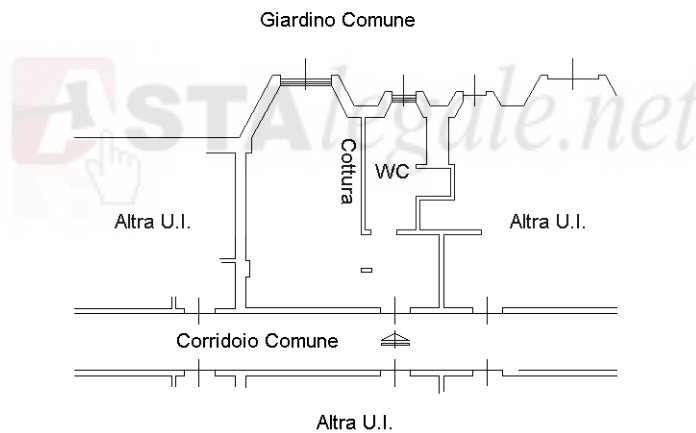 Giardino Comune
ASTAlegale.net
Cottura
WC
Altra U.I.
Altra U.I.
Corridoio Comune
Altra U.I.